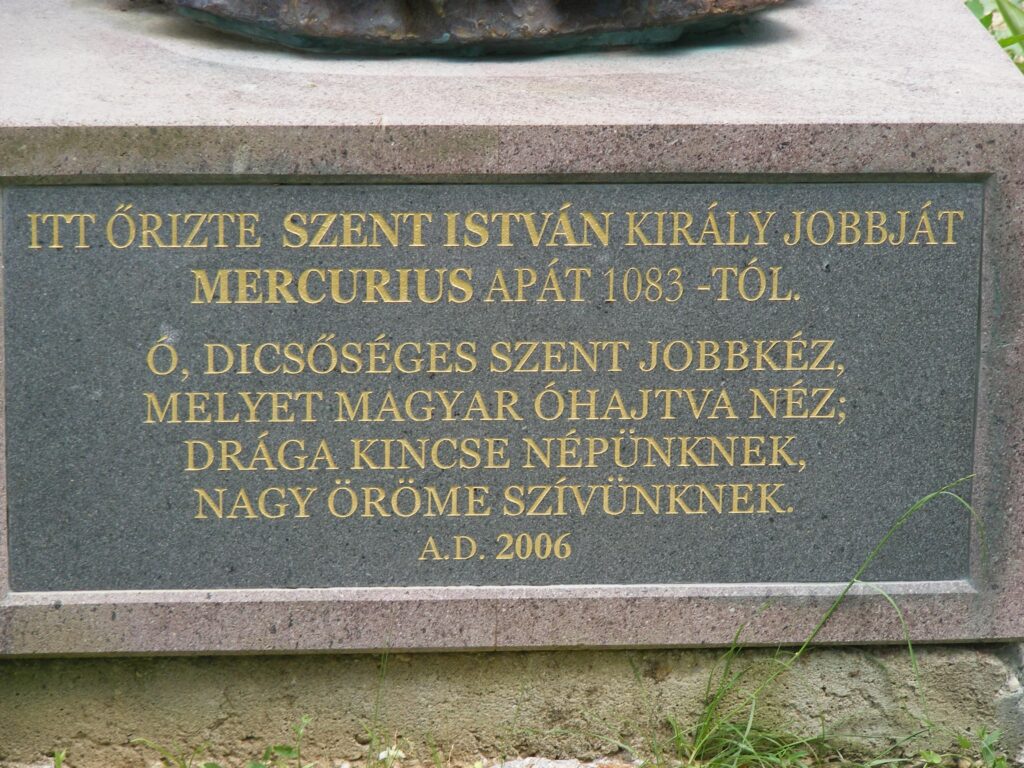 ITT ŐRIZTE SZENT ISTVÁN KIRÁLY JOBBJÁT
MERCURIUS APÁT 1083 -TÓL.
Ó, DICSŐSÉGES SZENT JOBBKÉZ,
MELYET MAGYAR ÓHAJTVA NÉZ;
DRÁGA KINCSE NÉPÜNKNEK,
NAGY ÖRÖME SZÍVÜNKNEK.
A.D. 2006